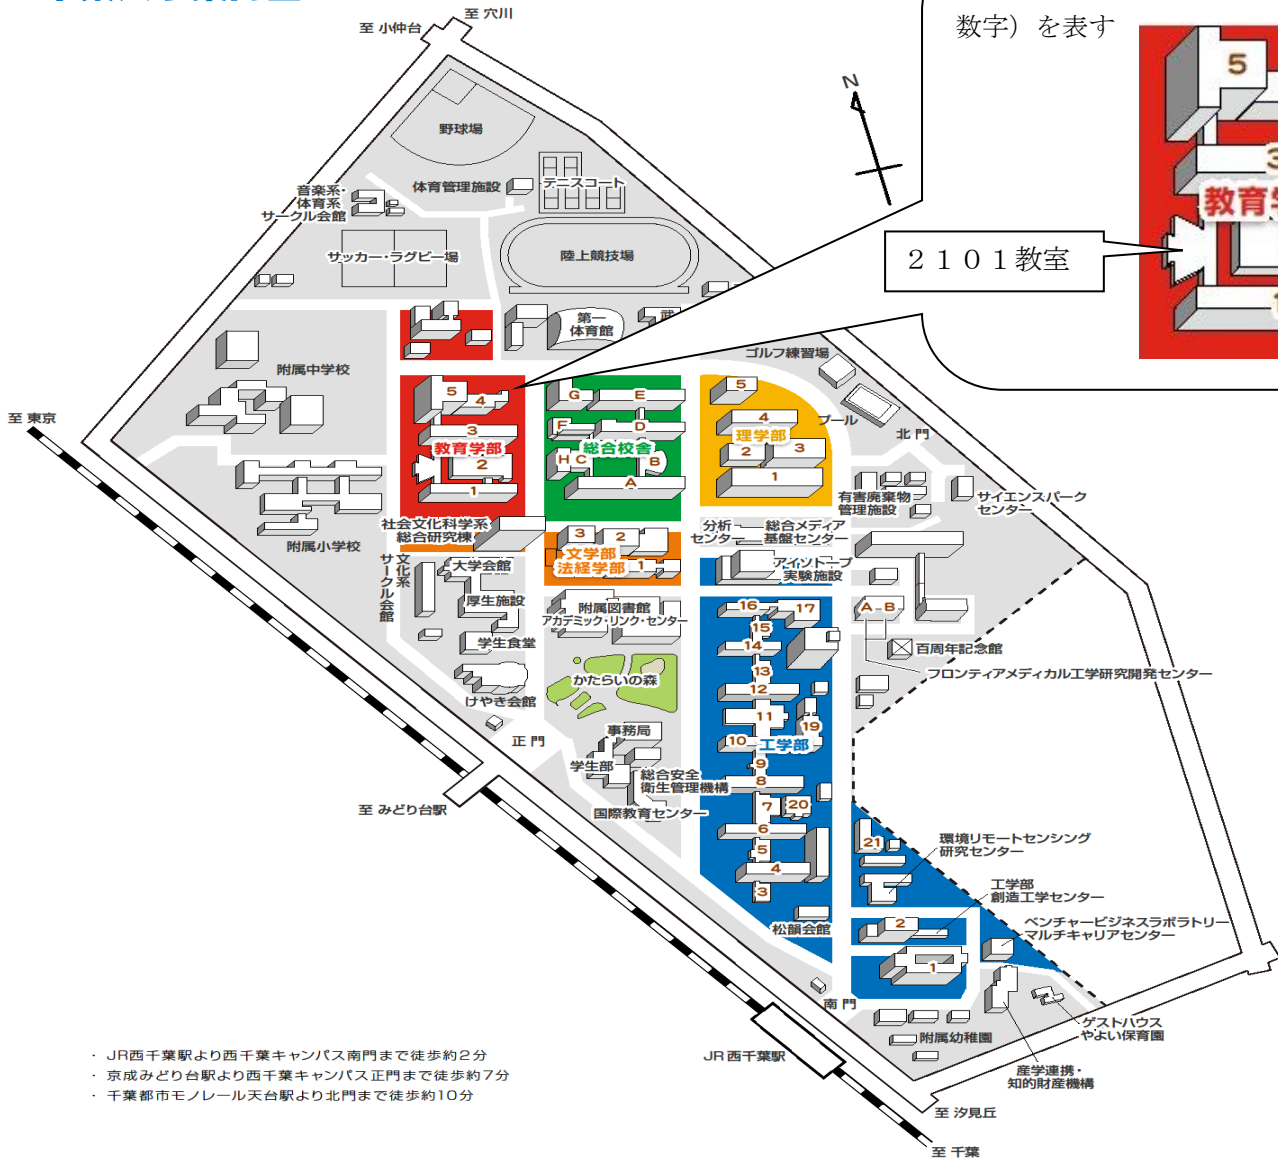 至 穴川
至 小仲台
数字）を表す
5
3
教育学
２１０１教室
1
N
野球場
体育管理施設
テニスコート
音楽系・
体育系
サークル会館
サッカー・ラグビー場
陸上競技場
第一
体育館
武
ゴルフ練習場
プール
北 門
附属中学校
至 東京
5
4
3
教育学部
2
1
G
E
F
D
総合校舎
H
C
B
A
5
4
理学部
2
3
1
有害廃棄物
管理施設
サイエンスパーク
センター
附属小学校
社会文化科学系
総合研究棟
3
2
文学部
法経学部
1
分析
センター
総合メディア
基盤センター
アイソトープ
実験施設
文化系
サークル会館
大学会館
厚生施設
学生食堂
けやき会館
附属図書館
アカデミック・リンク・センター
かたらいの森
16
17
15
14
13
12
11
19
10
工学部
9
8
7
20
6
5
4
3
A
B
百周年記念館
フロンティアメディカル工学研究開発センター
正 門
事務局
学生部
総合安全
衛生管理機構
国際教育センター
至 みどり台駅
21
環境リモートセンシング
研究センター
工学部
創造工学センター
2
ベンチャービジネスラボラトリー
マルチキャリアセンター
1
松韻会館
南 門
附属幼稚園
ゲストハウス
やよい保育園
産学連携・
知的財産機構
JR 西千葉駅
・ JR西千葉駅より西千葉キャンパス南門まで徒歩約2分
・ 京成みどり台駅より西千葉キャンパス正門まで徒歩約7分
・ 千葉都市モノレール天台駅より北門まで徒歩約10分
至 汐見丘
至 千葉